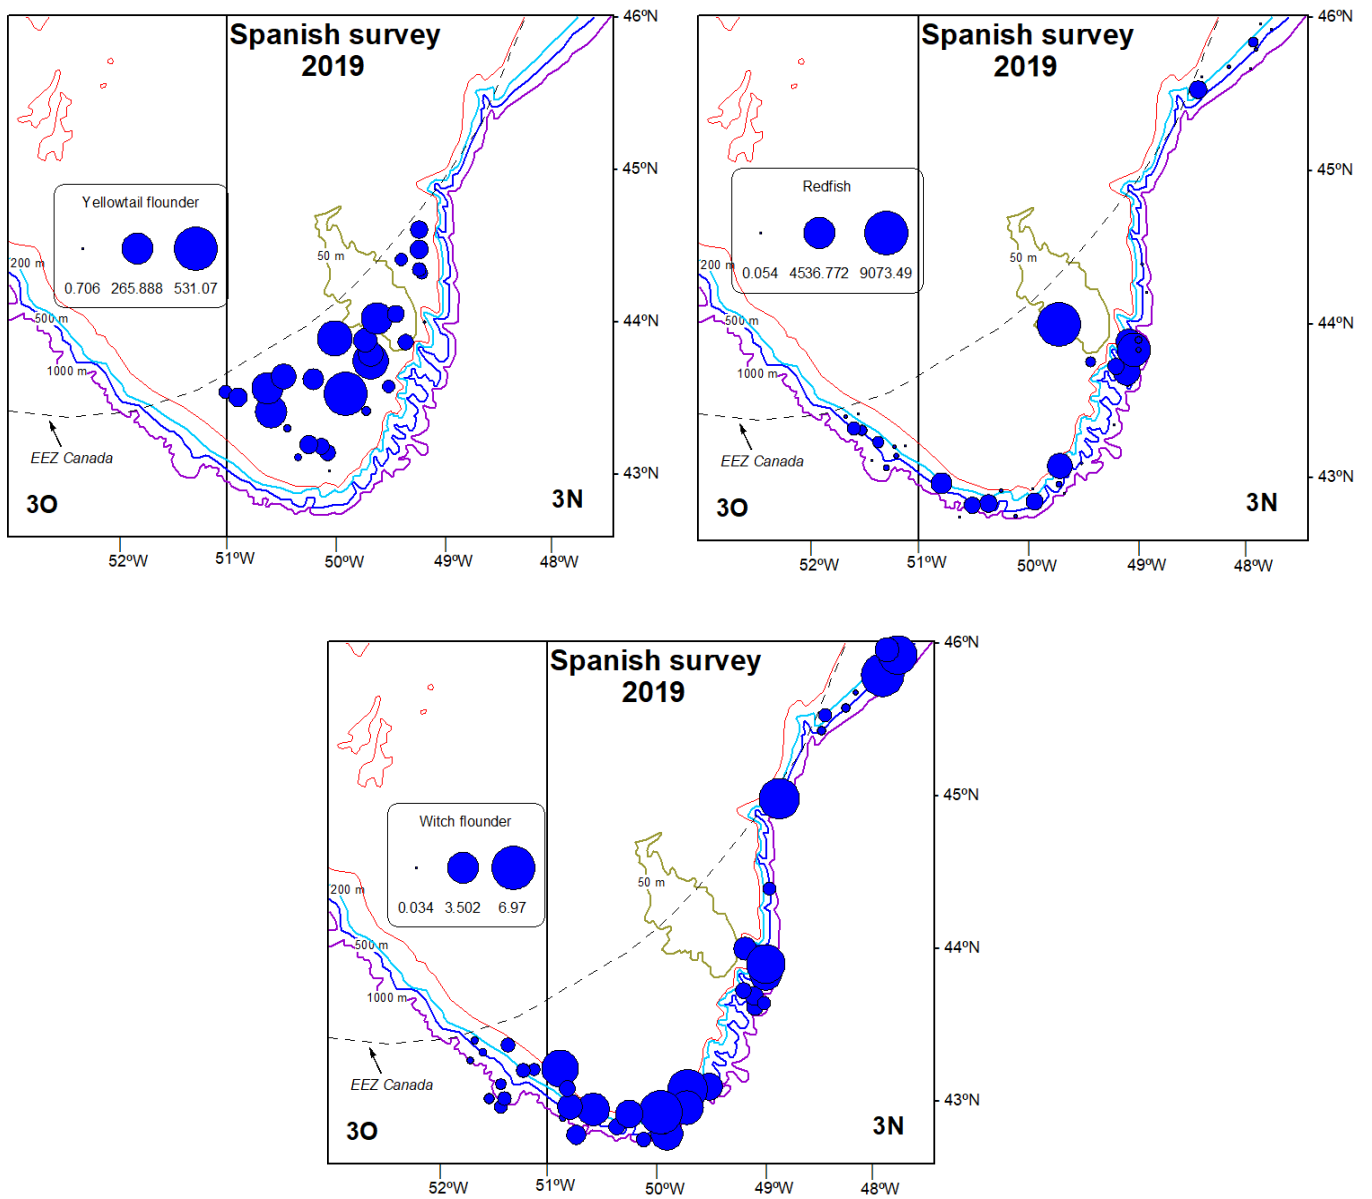 Spanish survey
2019
46ºN
45ºN
Yellowtail flounder
0.706 265.888 531.07
50 m
200 m
500 m
1000 m
44ºN
43ºN
EEZ Canada
3O
3N
52ºW 51ºW 50ºW 49ºW 48ºW
Spanish survey
2019
46ºN
45ºN
Redfish
0.054 4536.772 9073.49
50 m
200 m
500 m
1000 m
44ºN
43ºN
EEZ Canada
3O
3N
52ºW 51ºW 50ºW 49ºW 48ºW
Spanish survey
2019
46ºN
45ºN
Witch flounder
0.034 3.502 6.97
50 m
200 m
500 m
1000 m
44ºN
43ºN
EEZ Canada
3O
3N
52ºW 51ºW 50ºW 49ºW 48ºW